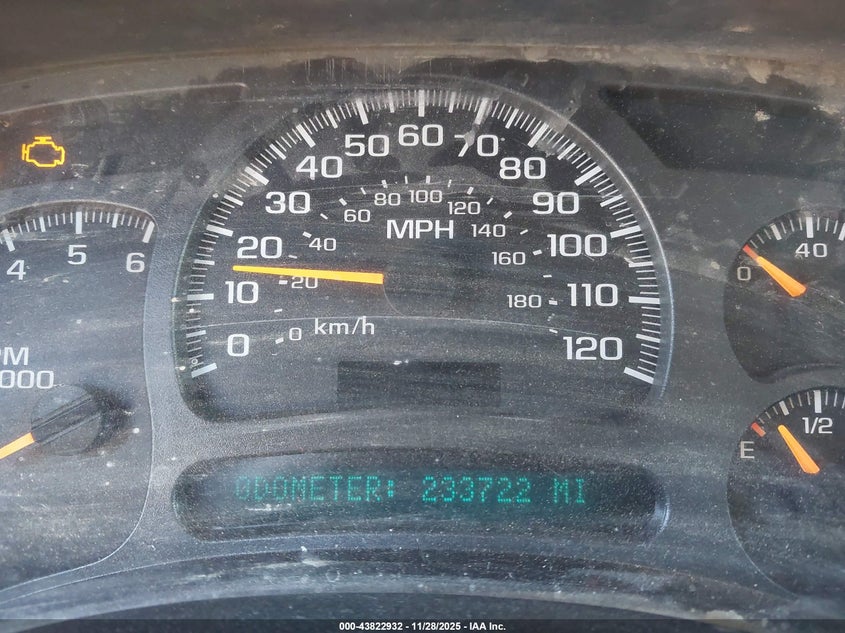 0 10 20 30 40 50 60 70 80 90 100 110 120
MPH
0 20 40 60 80 100 120 140 160 180
km/h
4 5 6
PM
000
0 40
E 1/2
ODOMETER: 233722 MI
000-43822932 - 11/28/2025 - IAA Inc.